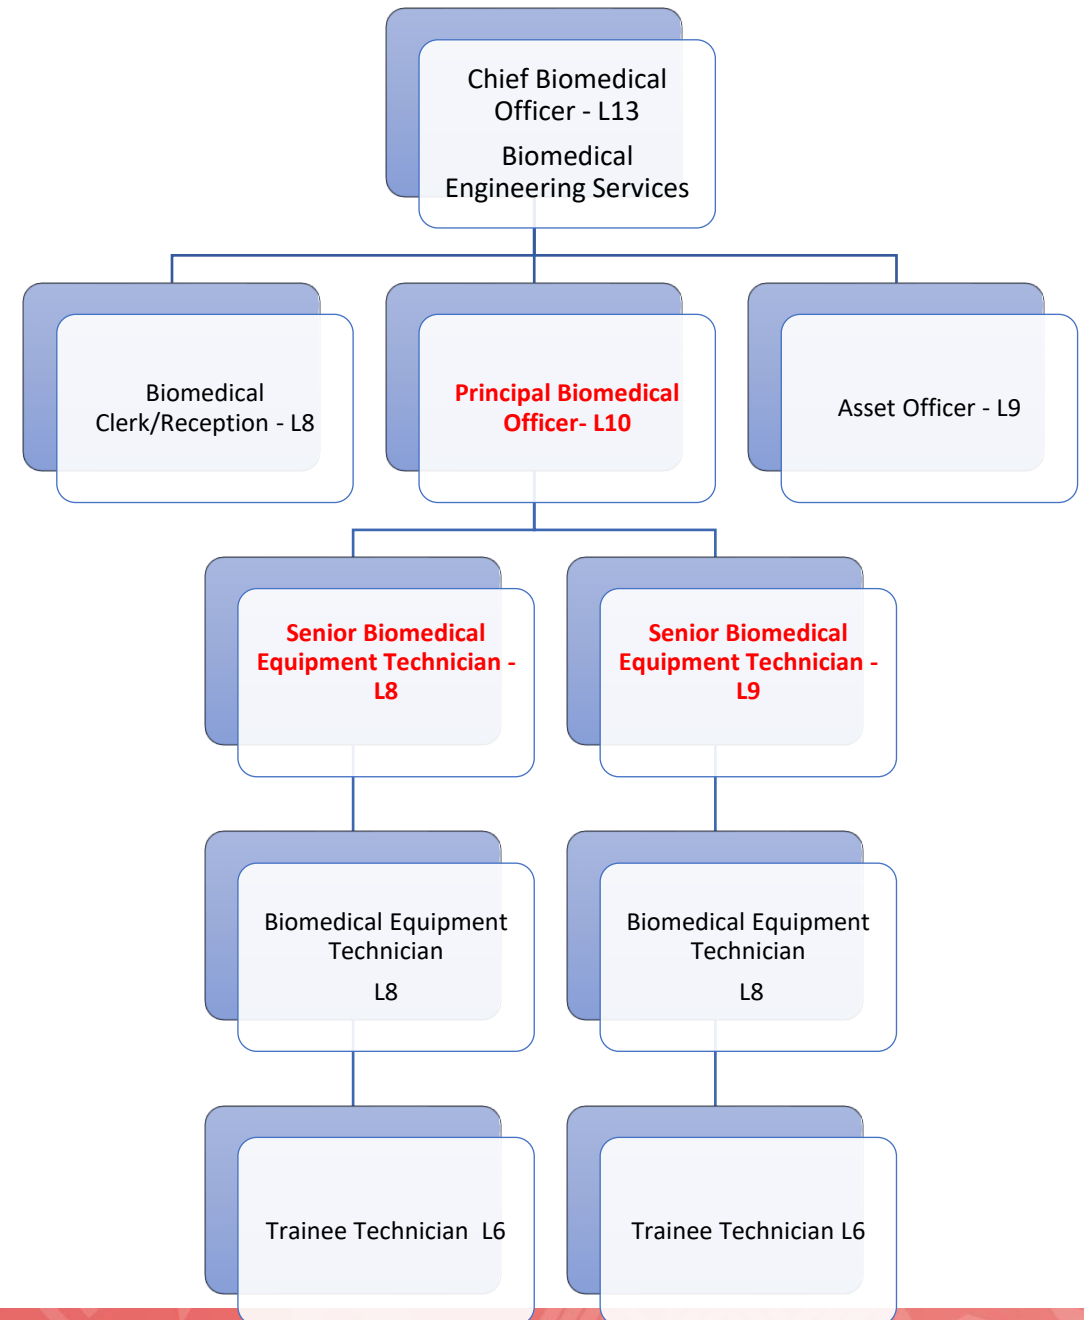 Chief Biomedical
Officer - L13
Biomedical
Engineering Services
Biomedical
Clerk/Reception - L8
Principal Biomedical
Officer- L10
Asset Officer - L9
Senior Biomedical
Equipment Technician -
L8
Senior Biomedical
Equipment Technician -
L9
Biomedical Equipment
Technician
L8
Biomedical Equipment
Technician
L8
Trainee Technician  L6
Trainee Technician L6